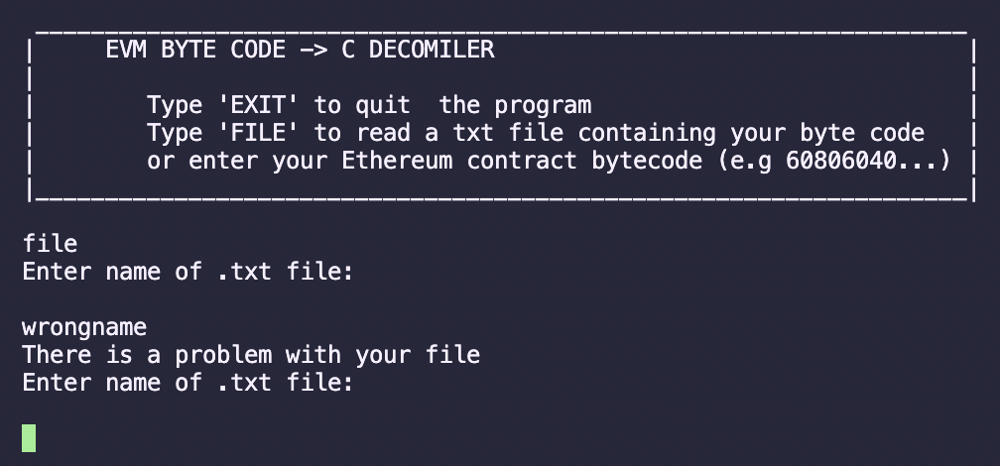 EVM BYTE CODE -> C DECOMILER
Type 'EXIT' to quit  the program
Type 'FILE' to read a txt file containing your byte code
or enter your Ethereum contract bytecode (e.g 60806040...)
file
Enter name of .txt file:
wrongname
There is a problem with your file
Enter name of .txt file: